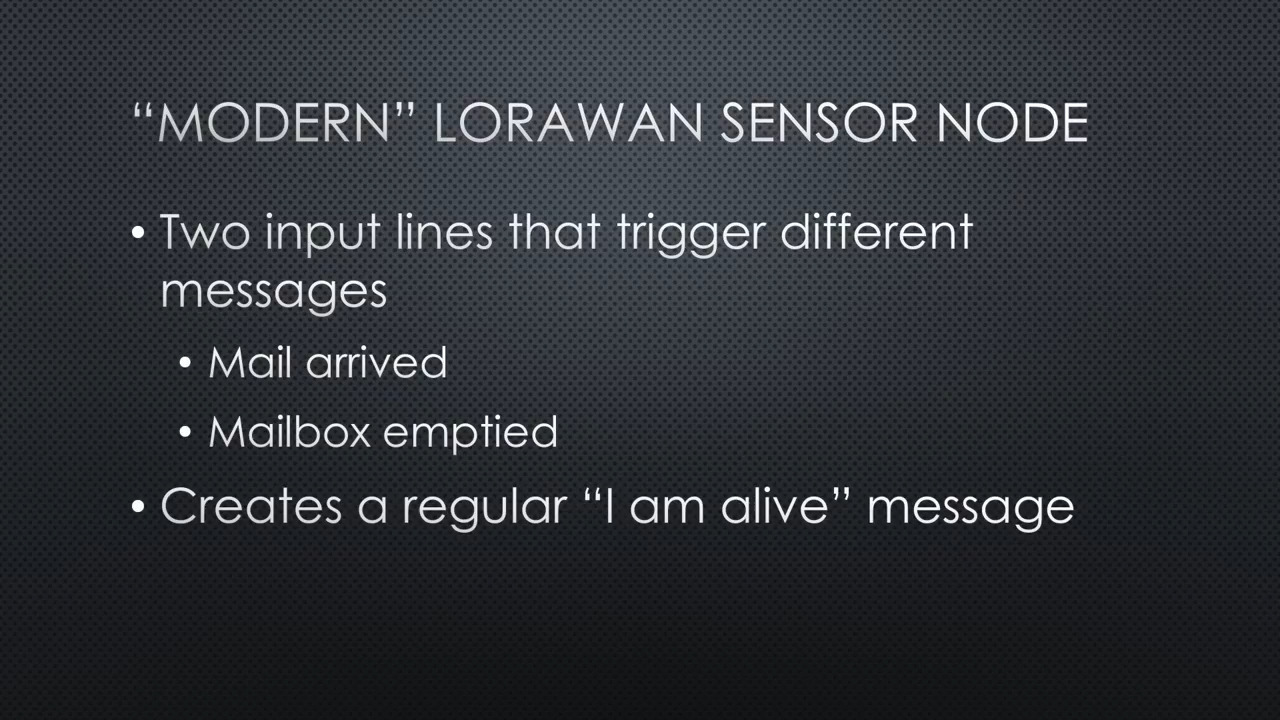 “MODERN” LORAWAN SENSOR NODE
• Two input lines that trigger different
messages
• Mail arrived
• Mailbox emptied
• Creates a regular “I am alive” message